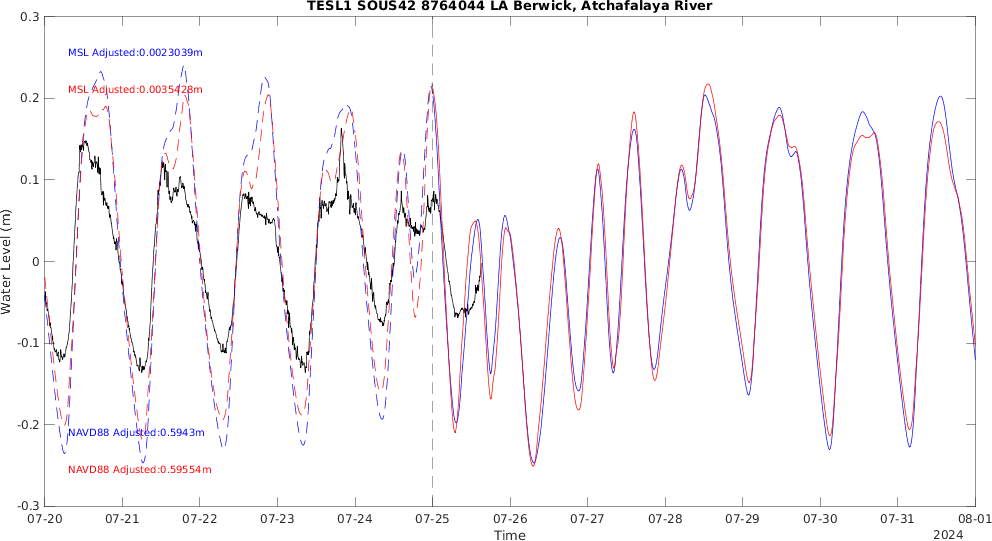 TESL1 SOUS42 8764044 LA Berwick, Atchafalaya River
0.3
MSL Adjusted:0.0023039m
MSL Adjusted:0.0035428m
0.2
0.1
0
Water Level (m)
-0.1
-0.2
NAVD88 Adjusted:0.5943m
NAVD88 Adjusted:0.59554m
-0.3
07-20 07-21 07-22 07-23 07-24 07-25 07-26 07-27 07-28 07-29 07-30 07-31 08-01
Time
2024